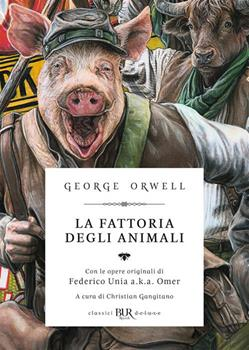 GEORGE ORWELL
LA FATTORIA
DEGLI ANIMALI
Con le opere originali di
Federico Unia a.k.a. Omer
A cura di Christian Gangitano
classici BUR deluxe
Rizzoli